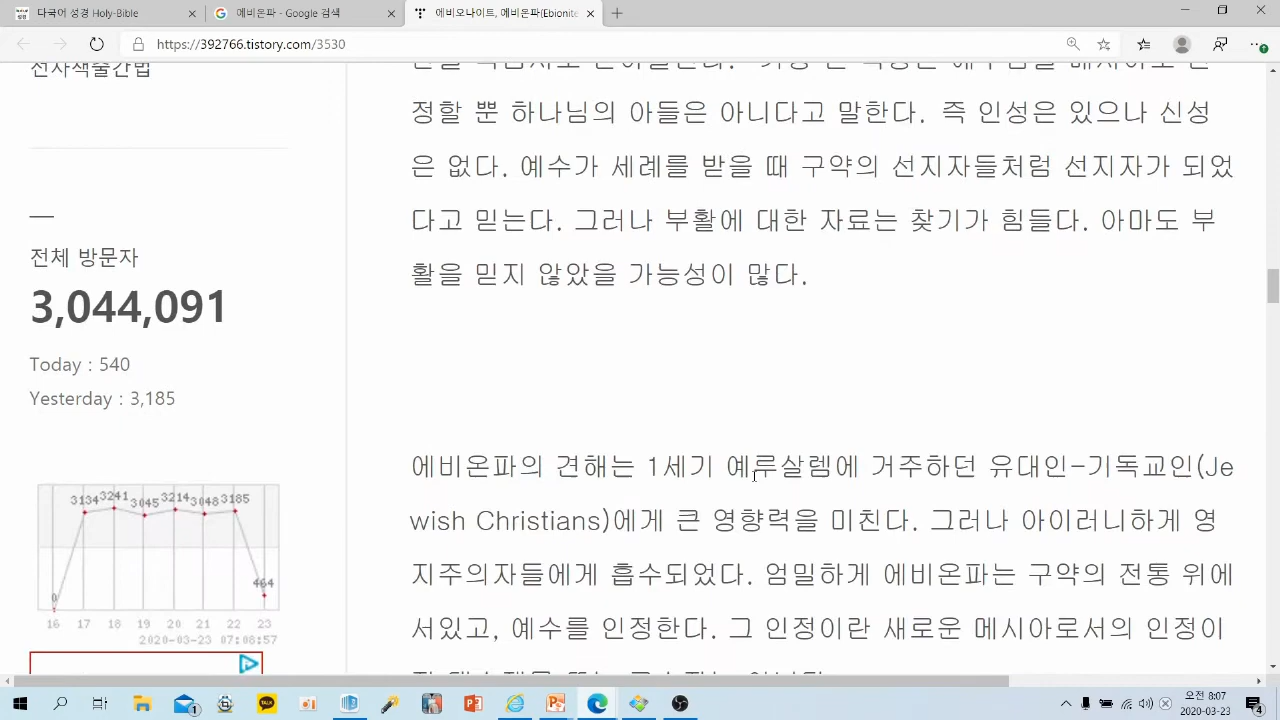 다국어 성경 Holy-Bible
에비온파 - Google 검색
에비오나이트, 에비온파(Ebionite
https://392766.tistory.com/3530
전자책출간법
정할 뿐 하나님의 아들은 아니다고 말한다. 즉 인성은 있으나 신성
은 없다. 예수가 세례를 받을 때 구약의 선지자들처럼 선지자가 되었
다고 믿는다. 그러나 부활에 대한 자료는 찾기가 힘들다. 아마도 부
활을 믿지 않았을 가능성이 많다.
전체 방문자
3,044,091
Today : 540
Yesterday : 3,185
에비온파의 견해는 1세기 예루살렘에 거주하던 유대인-기독교인(Je
wish Christians)에게 큰 영향력을 미친다. 그러나 아이러니하게 영
지주의자들에게 흡수되었다. 엄밀하게 에비온파는 구약의 전통 위에
서있고, 예수를 인정한다. 그 인정이란 새로운 메시아로서의 인정이
3134 3241 3045 3214 3048 3185
464
0
16 17 18 19 20 21 22 23
2020-03-23 07:08:57
오전 8:07
2020-03-23